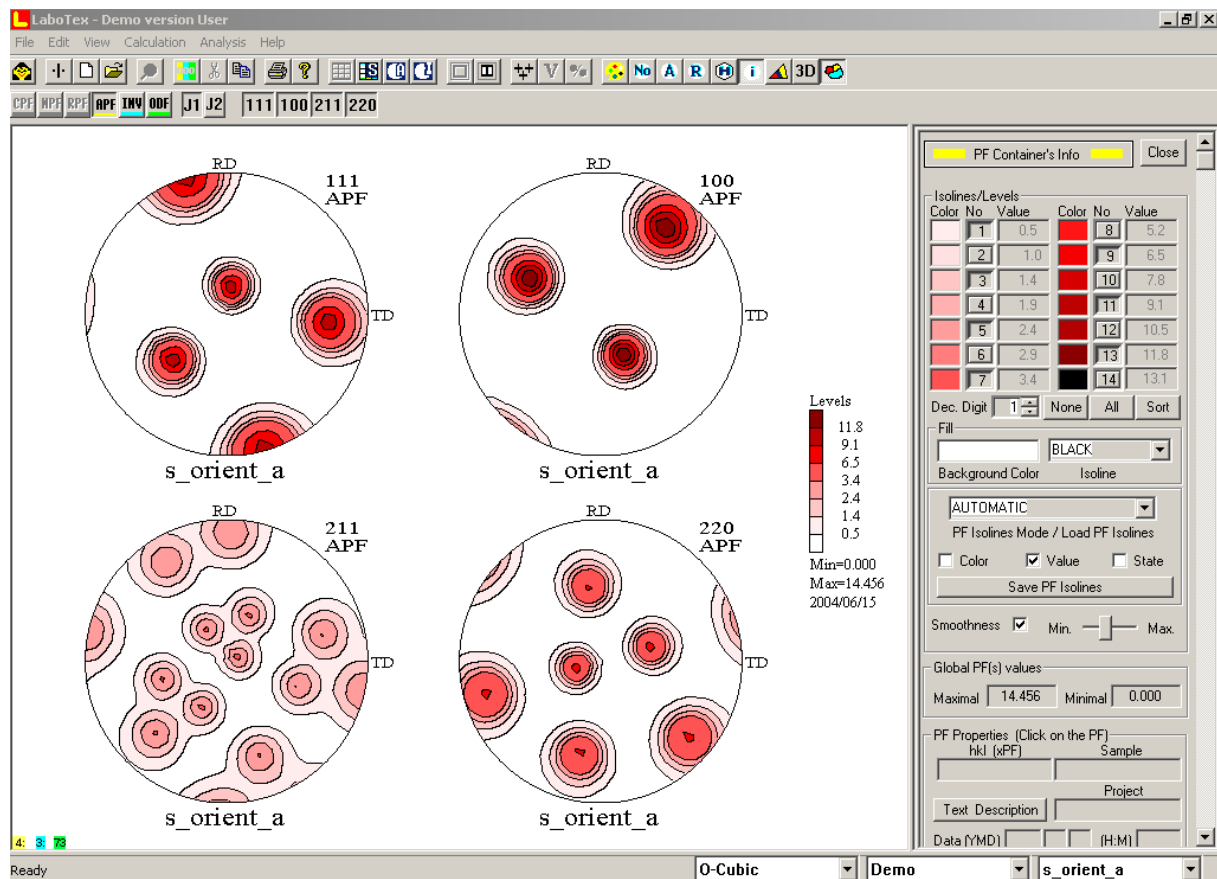 LaboTex - Demo version User
File Edit View Calculation Analysis Help
No A R H i 3D
CPF NPF RPF APF INV ODF J1 J2 111 100 211 220
PF Container's Info Close
RD
111
APF
TD
s_orient_a
RD
100
APF
TD
s_orient_a
RD
211
APF
TD
s_orient_a
RD
220
APF
TD
s_orient_a
Levels
11.8
9.1
6.5
3.4
2.4
1.4
0.5
Min=0.000
Max=14.456
2004/06/15
Isolines/Levels
Color No Value Color No Value
1 0.5 8 5.2
2 1.0 9 6.5
3 1.4 10 7.8
4 1.9 11 9.1
5 2.4 12 10.5
6 2.9 13 11.8
7 3.4 14 13.1
Dec. Digit 1 None All Sort
Fill
BLACK
Background Color Isoline
AUTOMATIC
PF Isolines Mode / Load PF Isolines
Color Value State
Save PF Isolines
Smoothness Min. Max.
Global PF(s) values
Maximal 14.456 Minimal 0.000
PF Properties (Click on the PF)
hkl (xPF) Sample
Project
Text Description
Data (YMD) (H:M)
4: 3: 73
Ready O-Cubic Demo s_orient_a